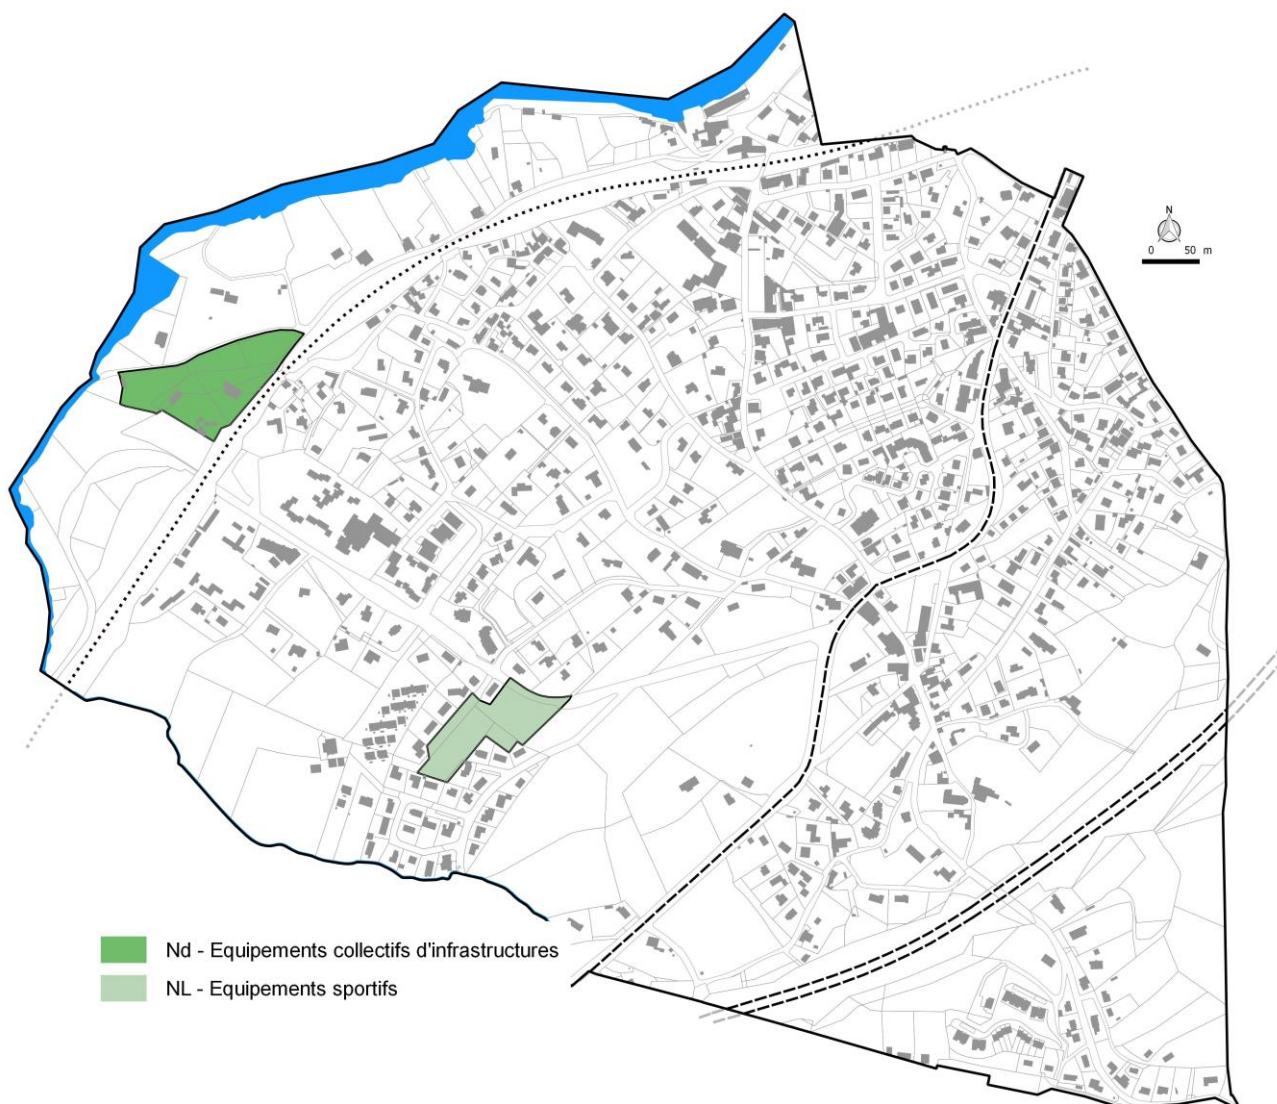 N
0 50 m
Nd - Equipements collectifs d'infrastructures
NL - Equipements sportifs